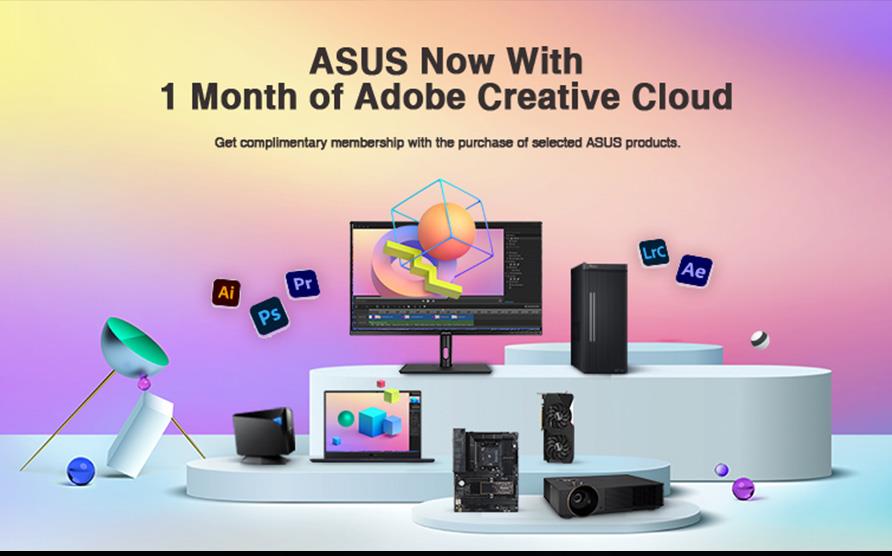 ASUS Now With
1 Month of Adobe Creative Cloud
Get complimentary membership with the purchase of selected ASUS products.
Ai
Ps
Pr
LrC
Ae